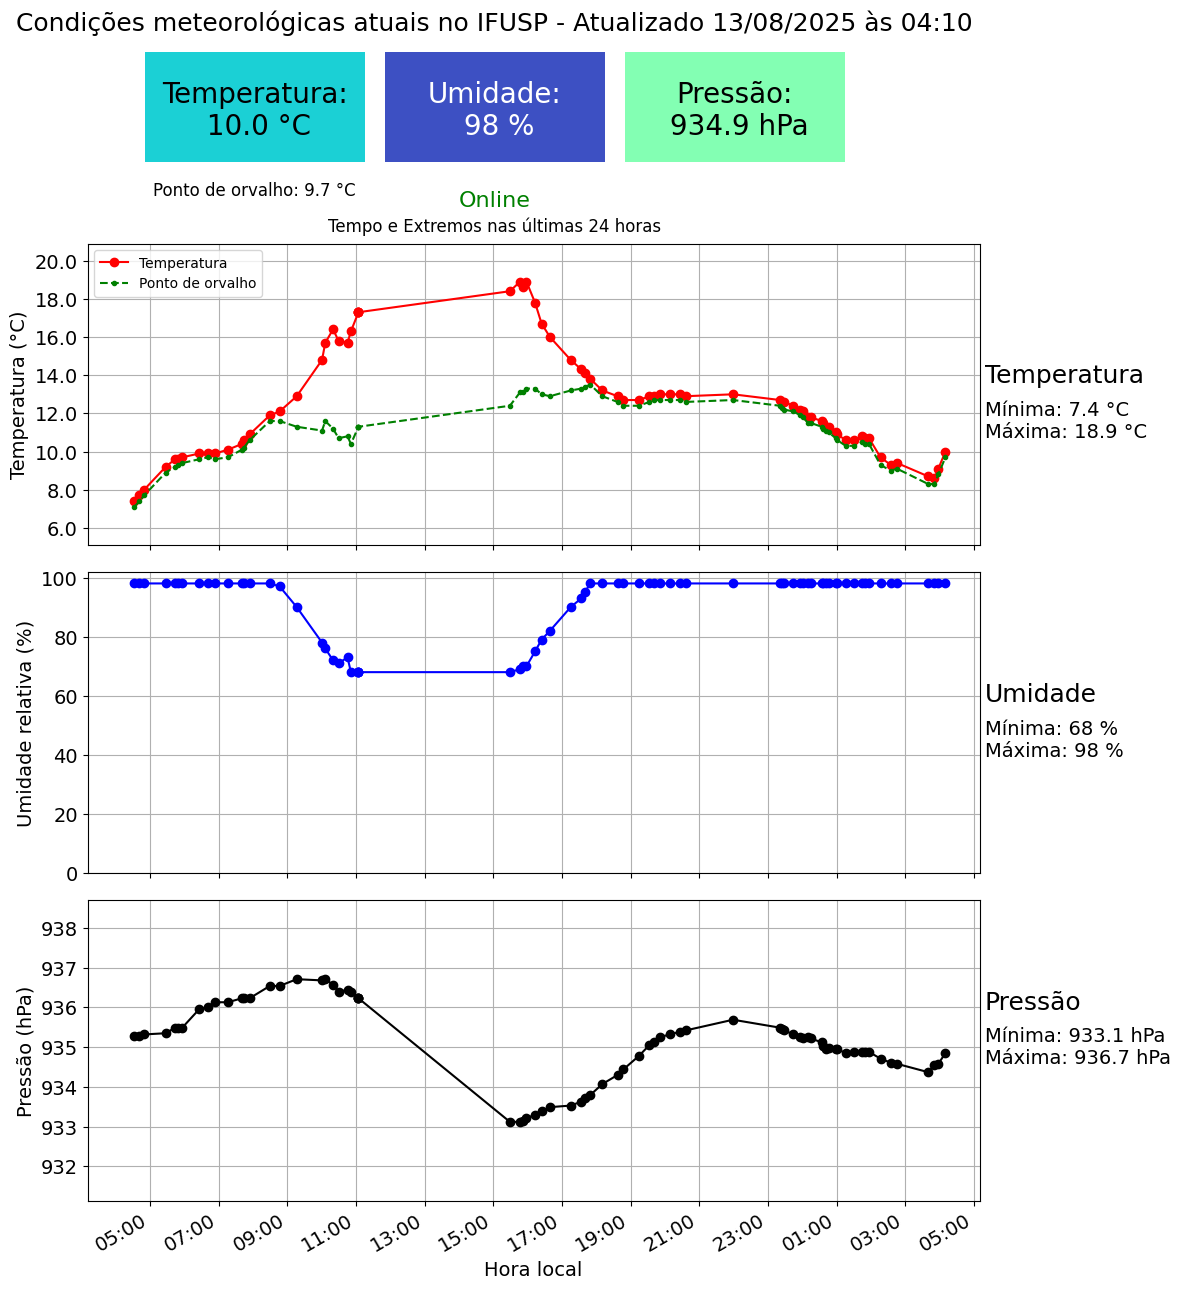 Condições meteorológicas atuais no IFUSP - Atualizado 13/08/2025 às 04:10
Temperatura:
10.0 °C
Umidade:
98 %
Pressão:
934.9 hPa
Ponto de orvalho: 9.7 °C
Online
Tempo e Extremos nas últimas 24 horas
Temperatura
Ponto de orvalho
Temperatura (°C)
20.0
18.0
16.0
14.0
12.0
10.0
8.0
6.0
Temperatura
Mínima: 7.4 °C
Máxima: 18.9 °C
Umidade relativa (%)
100
80
60
40
20
0
Umidade
Mínima: 68 %
Máxima: 98 %
Pressão (hPa)
938
937
936
935
934
933
932
Pressão
Mínima: 933.1 hPa
Máxima: 936.7 hPa
05:00
07:00
09:00
11:00
13:00
15:00
17:00
19:00
21:00
23:00
01:00
03:00
05:00
Hora local